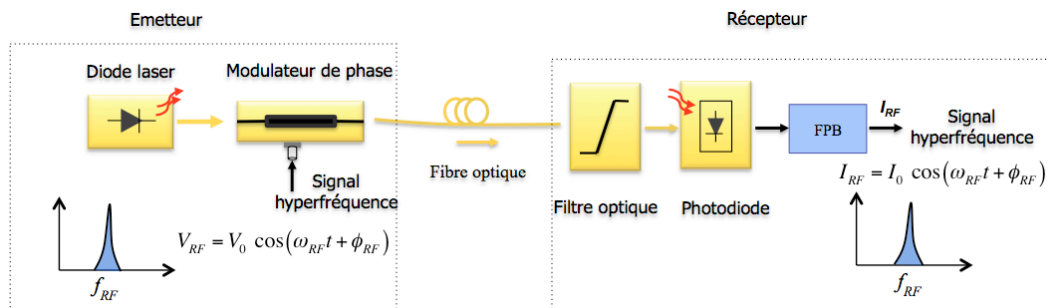 Emetteur
Récepteur
Diode laser
Modulateur de phase
Signal
hyperfréquence
V_RF = V_0 cos(ω_RF t + ϕ_RF)
f_RF
Fibre optique
Filtre optique
Photodiode
FPB
I_RF
Signal
hyperfréquence
I_RF = I_0 cos(ω_RF t + ϕ_RF)
f_RF